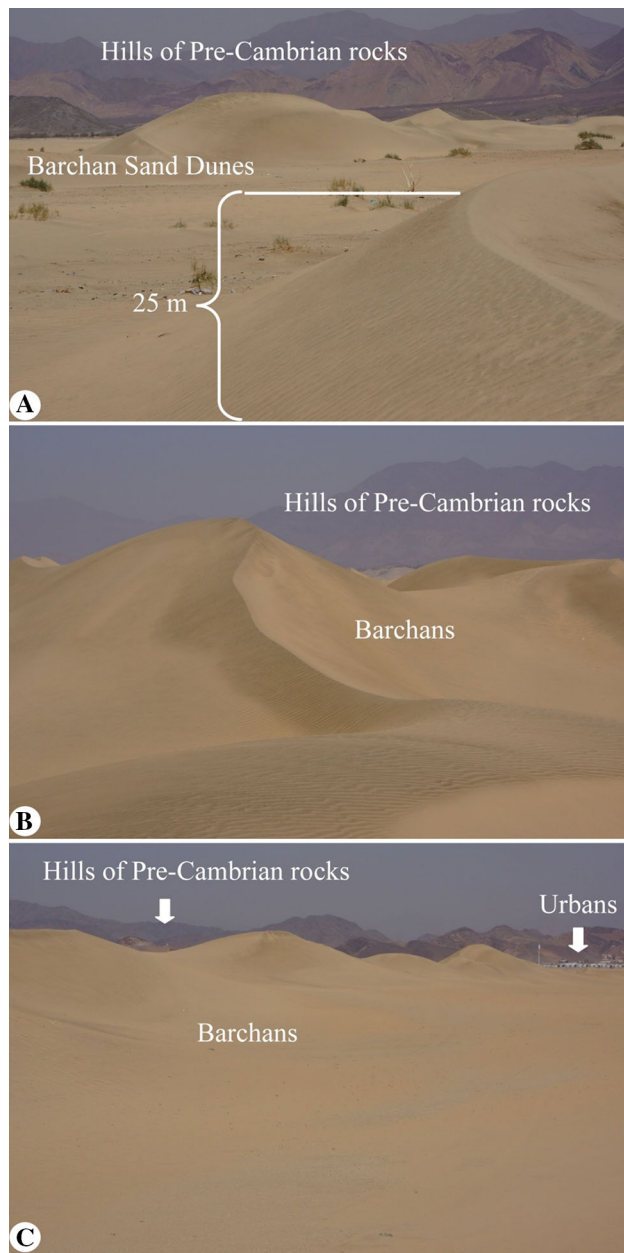 Hills of Pre-Cambrian rocks
Barchan Sand Dunes
25 m
A
Hills of Pre-Cambrian rocks
Barchans
B
Hills of Pre-Cambrian rocks
Urbans
Barchans
C